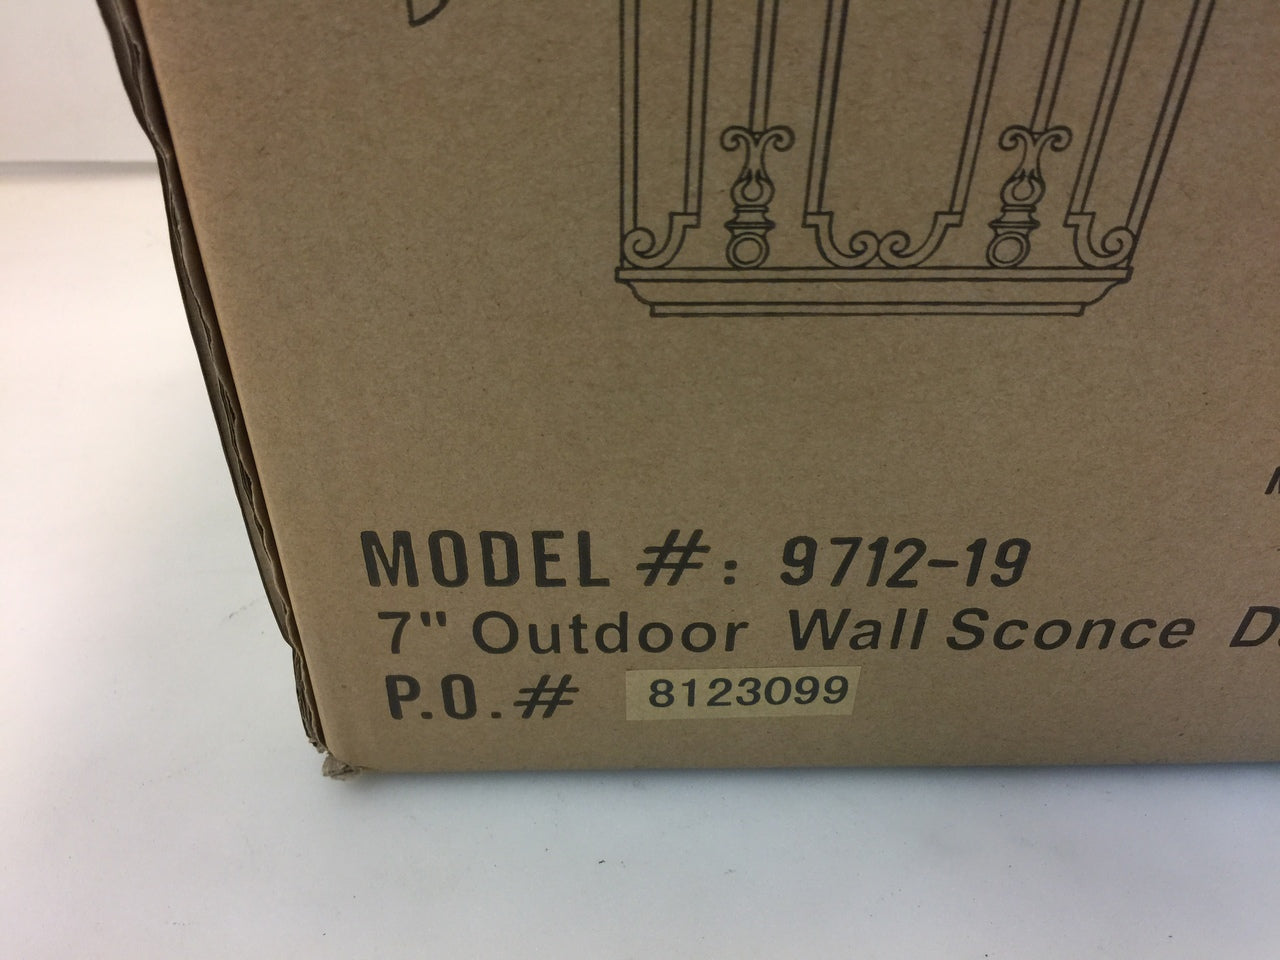 MODEL #: 9712-19
7" Outdoor Wall Sconce
P.O.# 8123099